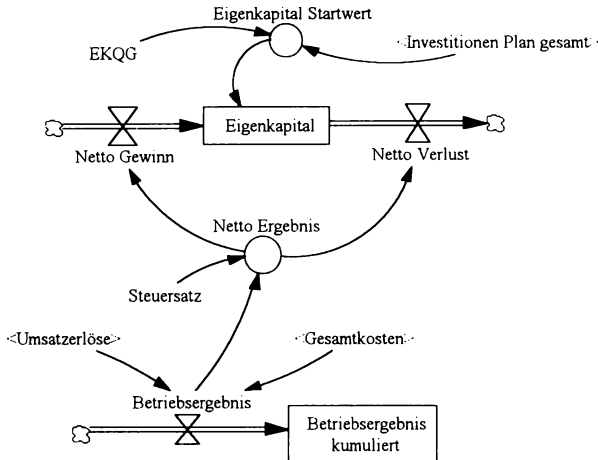 Eigenkapital Startwert
EKQG
<Investitionen Plan gesamt>
Eigenkapital
Netto Gewinn
Netto Verlust
Netto Ergebnis
Steuersatz
<Umsatzerlöse>
<Gesamtkosten>
Betriebsergebnis
Betriebsergebnis
kumuliert